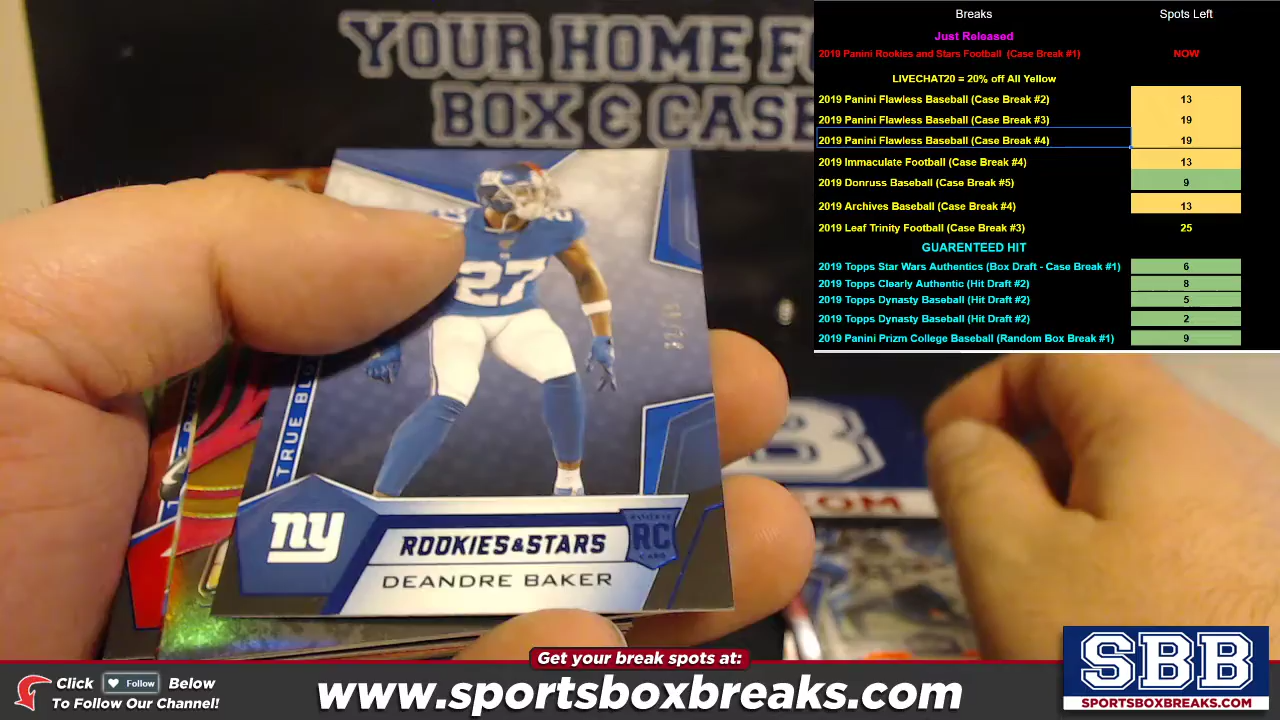 YOUR HOME F
BOX & CASE
Breaks Spots Left
Just Released
2019 Panini Rookies and Stars Football (Case Break #1) NOW
LIVECHAT20 = 20% off All Yellow
2019 Panini Flawless Baseball (Case Break #2) 13
2019 Panini Flawless Baseball (Case Break #3) 19
2019 Panini Flawless Baseball (Case Break #4) 19
2019 Immaculate Football (Case Break #4) 13
2019 Donruss Baseball (Case Break #5) 9
2019 Archives Baseball (Case Break #4) 13
2019 Leaf Trinity Football (Case Break #3) 25
GUARENTEED HIT
2019 Topps Star Wars Authentics (Box Draft - Case Break #1) 6
2019 Topps Clearly Authentic (Hit Draft #2) 8
2019 Topps Dynasty Baseball (Hit Draft #2) 5
2019 Topps Dynasty Baseball (Hit Draft #2) 2
2019 Panini Prizm College Baseball (Random Box Break #1) 9
27
27
TRUE BLU
ny
ROOKIES & STARS
RC
CARD
DEANDRE BAKER
B
.COM
Get your break spots at:
Click Follow Below
To Follow Our Channel!
www.sportsboxbreaks.com
SBB
SPORTSBOXBREAKS.COM